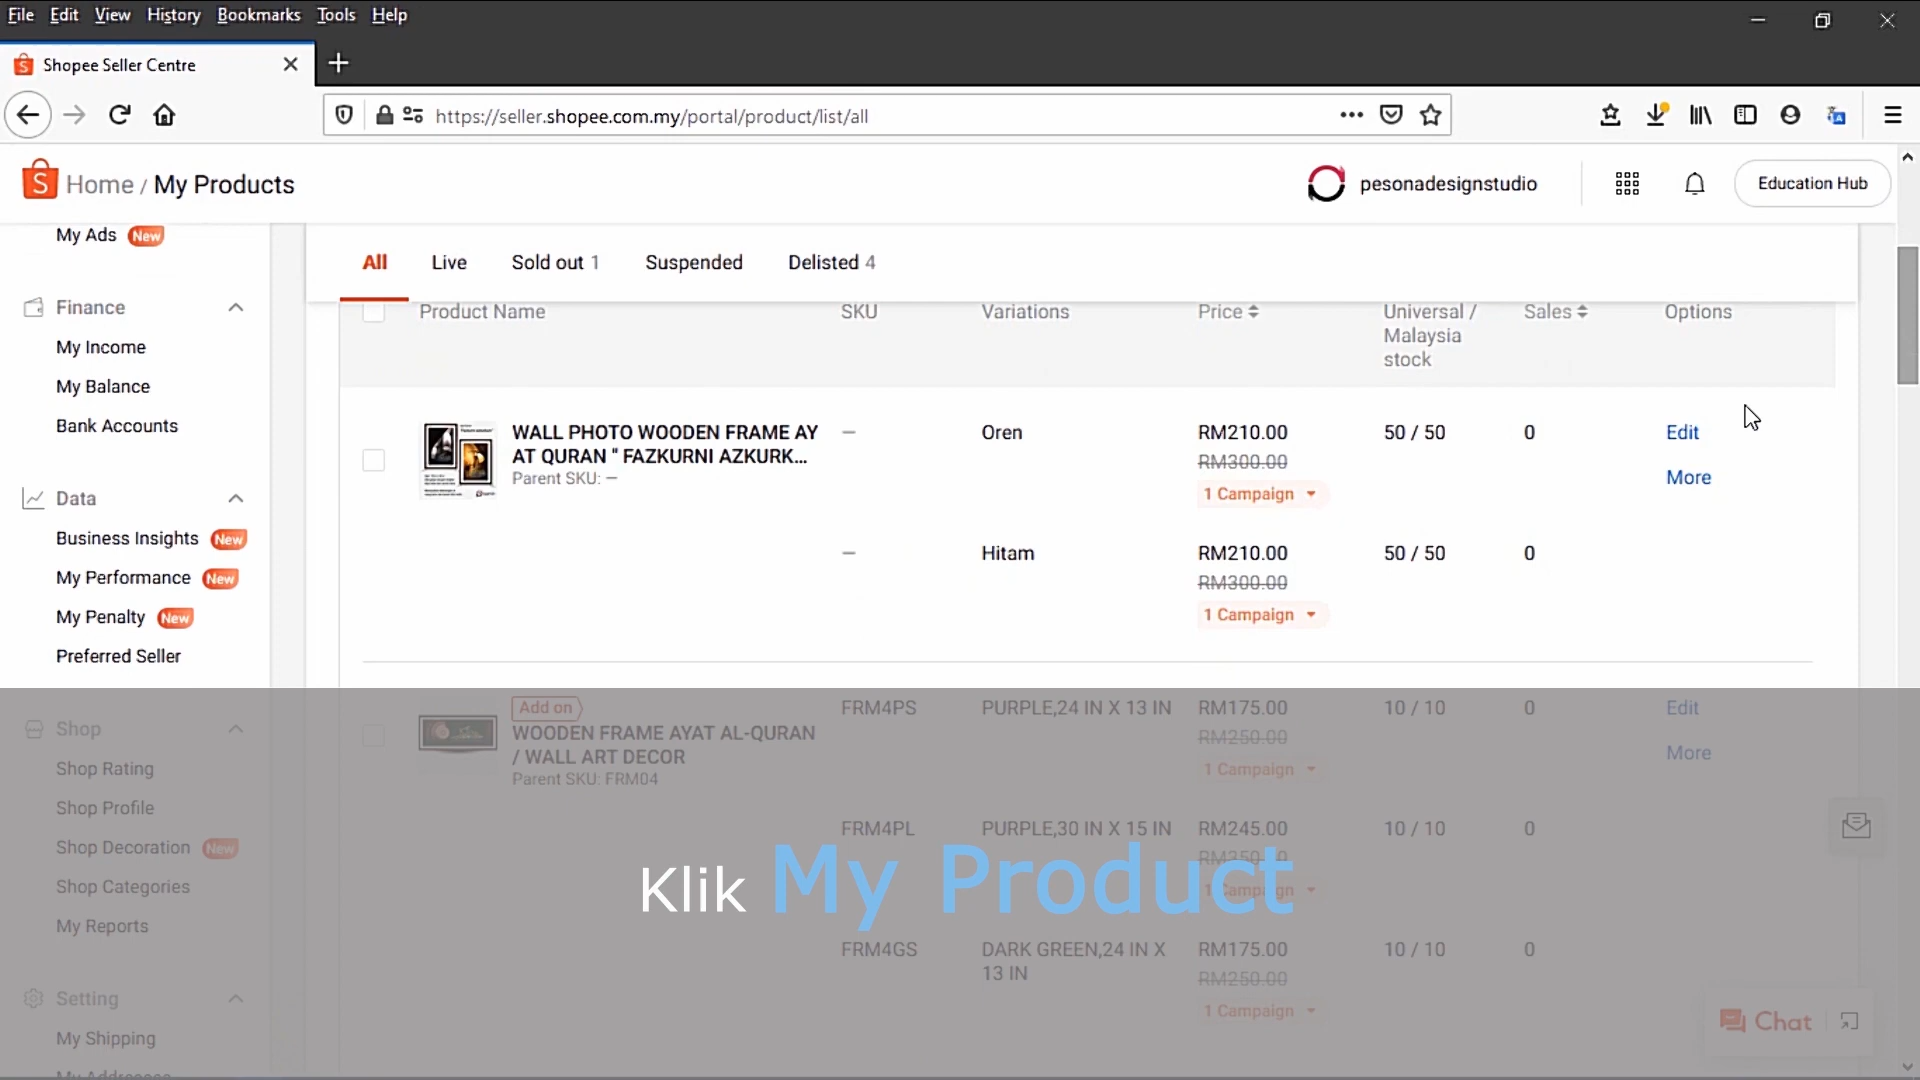 File Edit View History Bookmarks Tools Help
Shopee Seller Centre
https://seller.shopee.com.my/portal/product/list/all
Home / My Products
pesonadesignstudio
Education Hub
My Ads New
Finance
My Income
My Balance
Bank Accounts
Data
Business Insights New
My Performance New
My Penalty New
Preferred Seller
Shop
Shop Rating
Shop Profile
Shop Decoration New
Shop Categories
My Reports
Setting
My Shipping
My Addresses
All Live Sold out 1 Suspended Delisted 4
Product Name SKU Variations Price Universal / Sales Options
Malaysia
stock
WALL PHOTO WOODEN FRAME AY — Oren RM210.00 50 / 50 0 Edit
AT QURAN " FAZKURNI AZKURK... RM300.00
Parent SKU: — More
1 Campaign
— Hitam RM210.00 50 / 50 0
RM300.00
1 Campaign
Add on FRM4PS PURPLE,24 IN X 13 IN RM175.00 10 / 10 0 Edit
WOODEN FRAME AYAT AL-QURAN RM250.00
/ WALL ART DECOR More
Parent SKU: FRM04 1 Campaign
FRM4PL PURPLE,30 IN X 15 IN RM245.00 10 / 10 0
RM350.00
1 Campaign
Klik My Product
FRM4GS DARK GREEN,24 IN X RM175.00 10 / 10 0
13 IN RM250.00
1 Campaign
Chat